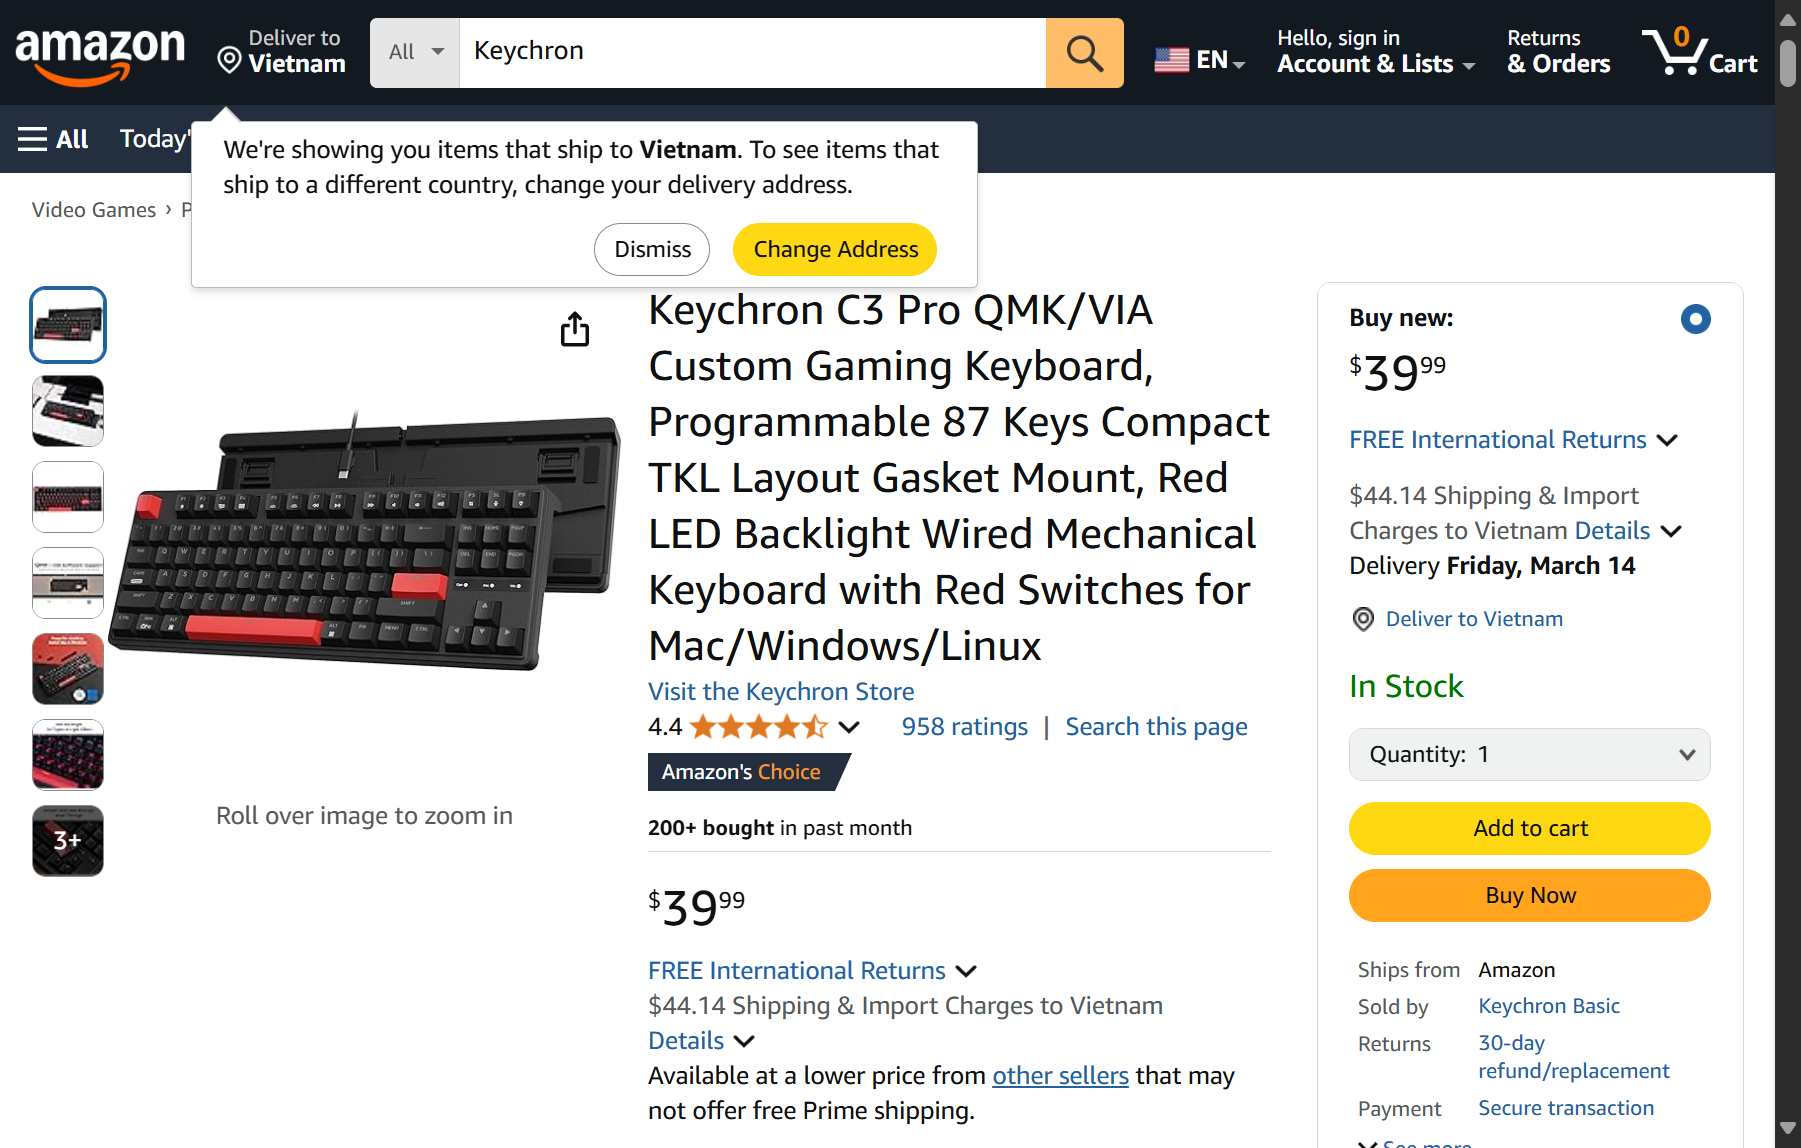 amazon
Deliver to
Vietnam
All
Keychron
EN
Hello, sign in
Account & Lists
Returns
& Orders
0
Cart
All
Today'
We're showing you items that ship to Vietnam. To see items that
ship to a different country, change your delivery address.
Dismiss
Change Address
Video Games › P
3+
Roll over image to zoom in
Keychron C3 Pro QMK/VIA
Custom Gaming Keyboard,
Programmable 87 Keys Compact
TKL Layout Gasket Mount, Red
LED Backlight Wired Mechanical
Keyboard with Red Switches for
Mac/Windows/Linux
Visit the Keychron Store
4.4
958 ratings | Search this page
Amazon's Choice
200+ bought in past month
$39 99
FREE International Returns
$44.14 Shipping & Import Charges to Vietnam
Details
Available at a lower price from other sellers that may
not offer free Prime shipping.
Buy new:
$39 99
FREE International Returns
$44.14 Shipping & Import
Charges to Vietnam Details
Delivery Friday, March 14
Deliver to Vietnam
In Stock
Quantity: 1
Add to cart
Buy Now
Ships from Amazon
Sold by Keychron Basic
Returns 30-day
refund/replacement
Payment Secure transaction
See more